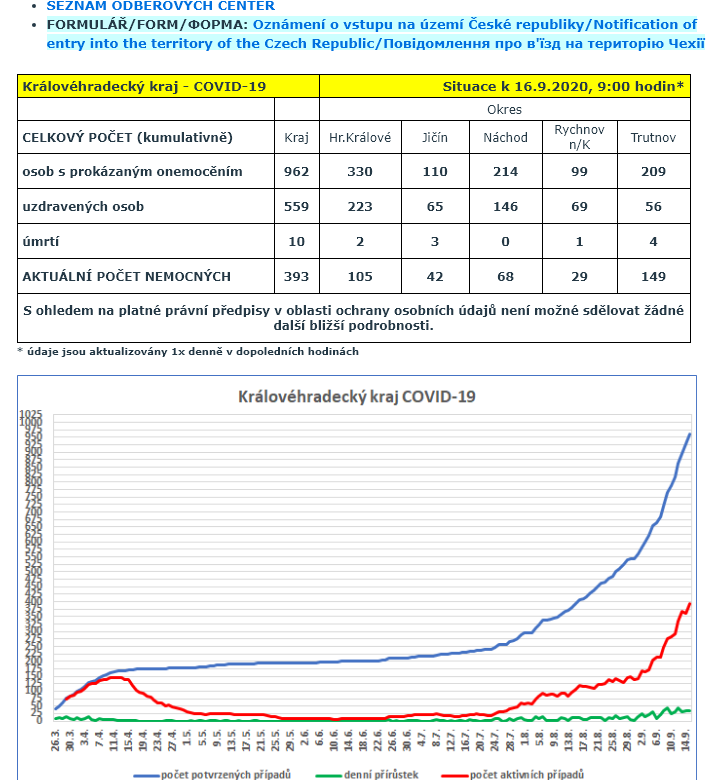 SEZNAM ODBĚROVÝCH CENTER
FORMULÁŘ/FORM/ФОРМА: Oznámení o vstupu na území České republiky/Notification of
entry into the territory of the Czech Republic/Повідомлення про в'їзд на територію Чехії
Královéhradecký kraj - COVID-19 Situace k 16.9.2020, 9:00 hodin*
Okres
CELKOVÝ POČET (kumulativně) Kraj Hr.Králové Jičín Náchod Rychnov n/K Trutnov
osob s prokázaným onemocěním 962 330 110 214 99 209
uzdravených osob 559 223 65 146 69 56
úmrtí 10 2 3 0 1 4
AKTUÁLNÍ POČET NEMOCNÝCH 393 105 42 68 29 149
S ohledem na platné právní předpisy v oblasti ochrany osobních údajů není možné sdělovat žádné
další bližší podrobnosti.
* údaje jsou aktualizovány 1x denně v dopoledních hodinách
Královéhradecký kraj COVID-19
1025
1000
975
950
925
900
875
850
825
800
775
750
725
700
675
650
625
600
575
550
525
500
475
450
425
400
375
350
325
300
275
250
225
200
175
150
125
100
75
50
25
0
26.3. 30.3. 3.4. 7.4. 11.4. 15.4. 19.4. 23.4. 27.4. 1.5. 5.5. 9.5. 13.5. 17.5. 21.5. 25.5. 29.5. 2.6. 6.6. 10.6. 14.6. 18.6. 22.6. 26.6. 30.6. 4.7. 8.7. 12.7. 16.7. 20.7. 24.7. 28.7. 1.8. 5.8. 9.8. 13.8. 17.8. 21.8. 25.8. 29.8. 2.9. 6.9. 10.9. 14.9.
počet potvrzených případů denní přírůstek počet aktivních případů